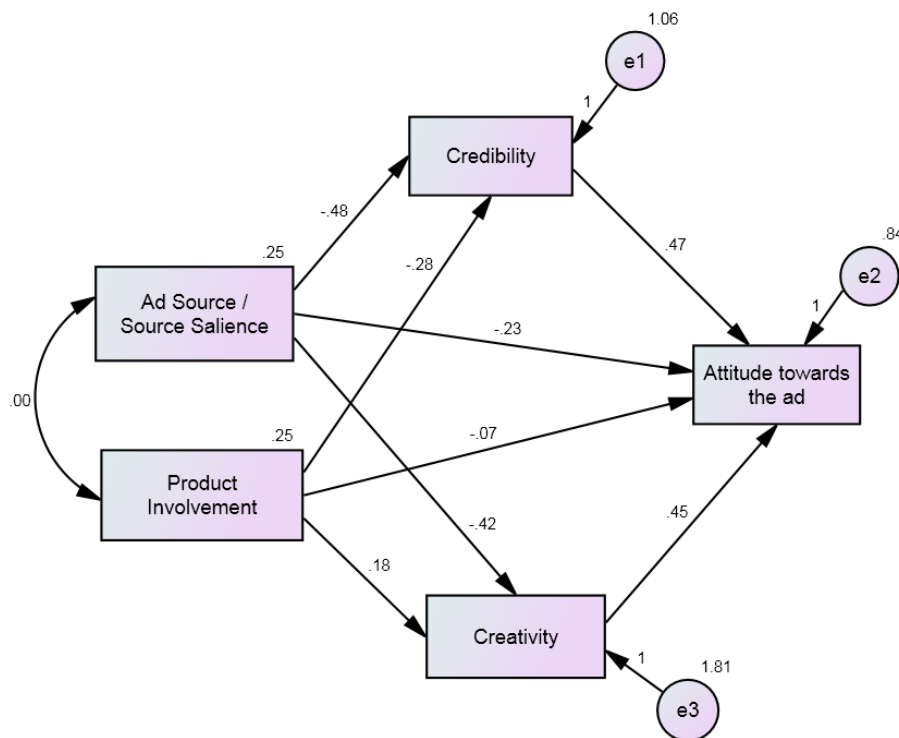 1.06
e1
1
Credibility
-.48
.25
-.28
.47
.84
e2
Ad Source /
Source Salience
-.23
1
Attitude towards
the ad
.00
.25
-.07
Product
Involvement
-.42
.45
.18
Creativity
1
1.81
e3